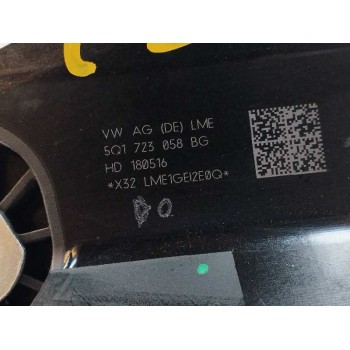 VW AG (DE) LME
5Q1 723 058 BG
HD 180516
*X32 LME1GEI2E0Q*